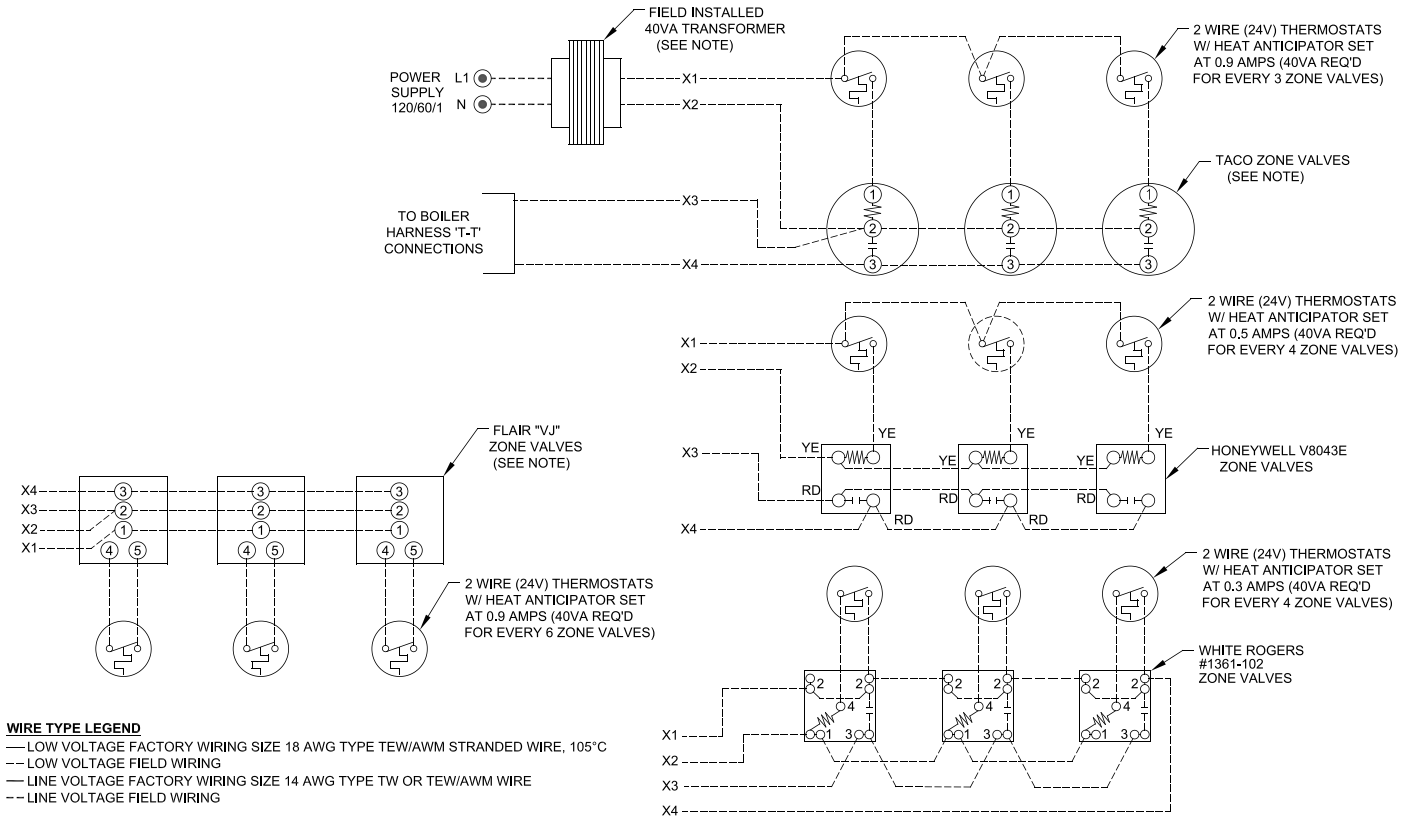 FIELD INSTALLED
40VA TRANSFORMER
(SEE NOTE)
POWER
SUPPLY
120/60/1
L1
N
X1
X2
2 WIRE (24V) THERMOSTATS
W/ HEAT ANTICIPATOR SET
AT 0.9 AMPS (40VA REQ'D
FOR EVERY 3 ZONE VALVES)
TACO ZONE VALVES
(SEE NOTE)
TO BOILER
HARNESS 'T-T'
CONNECTIONS
X3
X4
1 1 1
2 2 2
3 3 3
2 WIRE (24V) THERMOSTATS
W/ HEAT ANTICIPATOR SET
AT 0.5 AMPS (40VA REQ'D
FOR EVERY 4 ZONE VALVES)
X1
X2
X3
X4
YE YE YE
YE YE YE
RD RD RD
RD RD
HONEYWELL V8043E
ZONE VALVES
FLAIR "VJ"
ZONE VALVES
(SEE NOTE)
X4
X3
X2
X1
3 3 3
2 2 2
1 1 1
4 5 4 5 4 5
2 WIRE (24V) THERMOSTATS
W/ HEAT ANTICIPATOR SET
AT 0.9 AMPS (40VA REQ'D
FOR EVERY 6 ZONE VALVES)
2 WIRE (24V) THERMOSTATS
W/ HEAT ANTICIPATOR SET
AT 0.3 AMPS (40VA REQ'D
FOR EVERY 4 ZONE VALVES)
WHITE ROGERS
#1361-102
ZONE VALVES
2 2 2 2 2 2
4 4 4
1 3 1 3 1 3
X1
X2
X3
X4
WIRE TYPE LEGEND
LOW VOLTAGE FACTORY WIRING SIZE 18 AWG TYPE TEW/AWM STRANDED WIRE, 105°C
LOW VOLTAGE FIELD WIRING
LINE VOLTAGE FACTORY WIRING SIZE 14 AWG TYPE TW OR TEW/AWM WIRE
LINE VOLTAGE FIELD WIRING